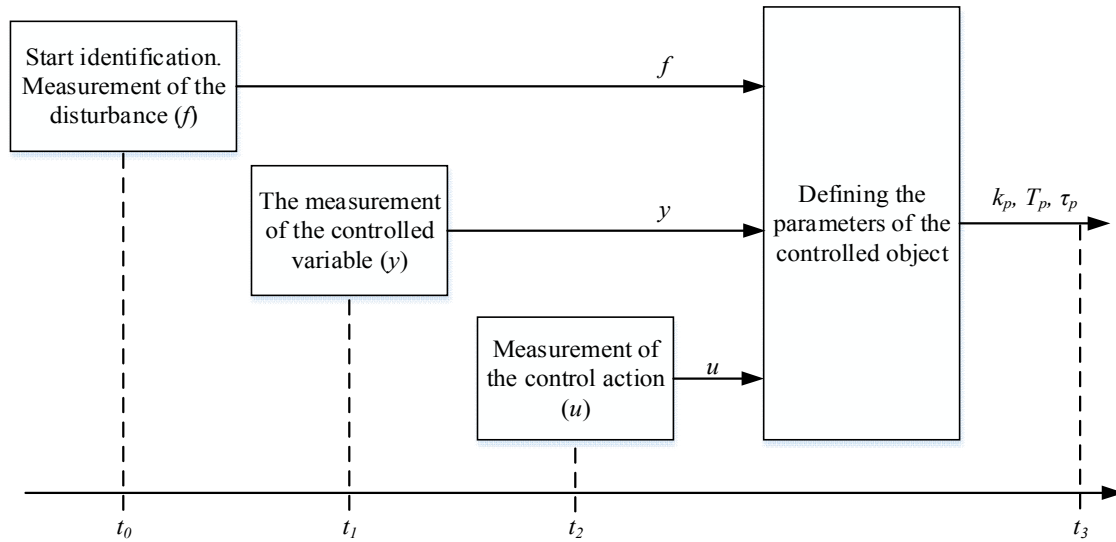 Start identification.
Measurement of the
disturbance (f)
f
The measurement
of the controlled
variable (y)
y
Measurement of
the control action
(u)
u
Defining the
parameters of the
controlled object
kₚ, Tₚ, τₚ
t₀
t₁
t₂
t₃